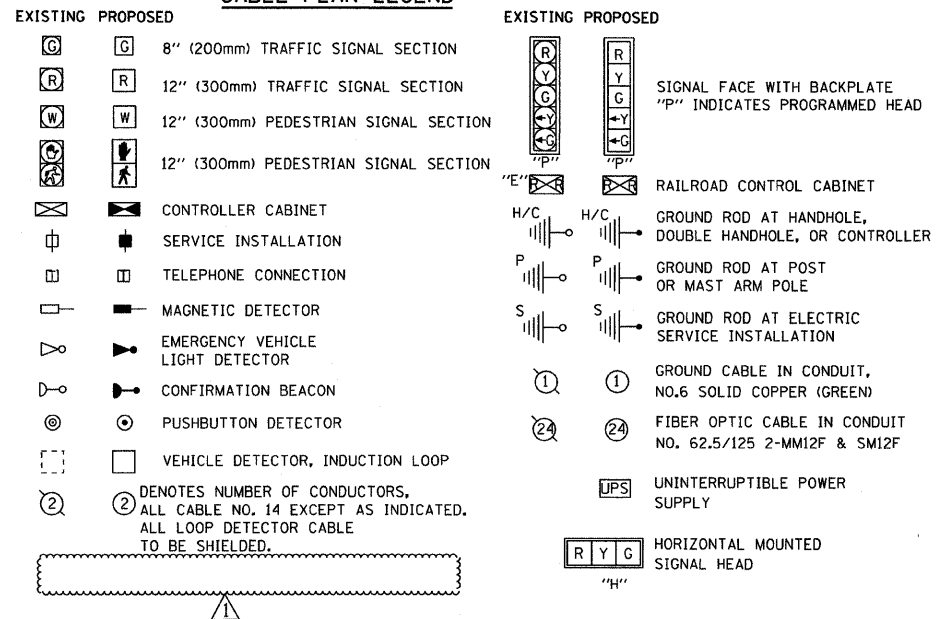 CABLE PLAN LEGEND
EXISTING PROPOSED
G G 8'' (200mm) TRAFFIC SIGNAL SECTION
R R 12'' (300mm) TRAFFIC SIGNAL SECTION
W W 12'' (300mm) PEDESTRIAN SIGNAL SECTION
12'' (300mm) PEDESTRIAN SIGNAL SECTION
CONTROLLER CABINET
SERVICE INSTALLATION
T T TELEPHONE CONNECTION
MAGNETIC DETECTOR
EMERGENCY VEHICLE
LIGHT DETECTOR
CONFIRMATION BEACON
PUSHBUTTON DETECTOR
VEHICLE DETECTOR, INDUCTION LOOP
2 2 DENOTES NUMBER OF CONDUCTORS,
ALL CABLE NO. 14 EXCEPT AS INDICATED.
ALL LOOP DETECTOR CABLE
TO BE SHIELDED.
1
EXISTING PROPOSED
R R
Y Y
G G
←Y ←Y
←G ←G
''P'' ''P''
SIGNAL FACE WITH BACKPLATE
''P'' INDICATES PROGRAMMED HEAD
''E'' R R R R RAILROAD CONTROL CABINET
H/C H/C GROUND ROD AT HANDHOLE,
DOUBLE HANDHOLE, OR CONTROLLER
P P GROUND ROD AT POST
OR MAST ARM POLE
S S GROUND ROD AT ELECTRIC
SERVICE INSTALLATION
1 1 GROUND CABLE IN CONDUIT,
NO.6 SOLID COPPER (GREEN)
24 24 FIBER OPTIC CABLE IN CONDUIT
NO. 62.5/125 2-MM12F & SM12F
UPS UNINTERRUPTIBLE POWER
SUPPLY
R Y G HORIZONTAL MOUNTED
SIGNAL HEAD
''H''